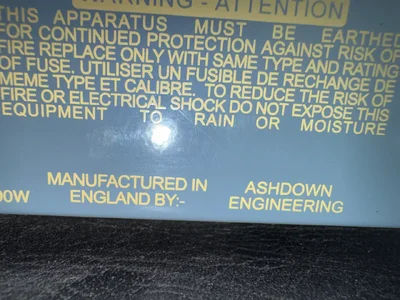 WARNING - ATTENTION
THIS APPARATUS MUST BE EARTHED
FOR CONTINUED PROTECTION AGAINST RISK OF
FIRE REPLACE ONLY WITH SAME TYPE AND RATING
OF FUSE. UTILISER UN FUSIBLE DE RECHANGE DE
MEME TYPE ET CALIBRE. TO REDUCE THE RISK OF
FIRE OR ELECTRICAL SHOCK DO NOT EXPOSE THIS
EQUIPMENT TO RAIN OR MOISTURE
00W MANUFACTURED IN ASHDOWN
ENGLAND BY:- ENGINEERING